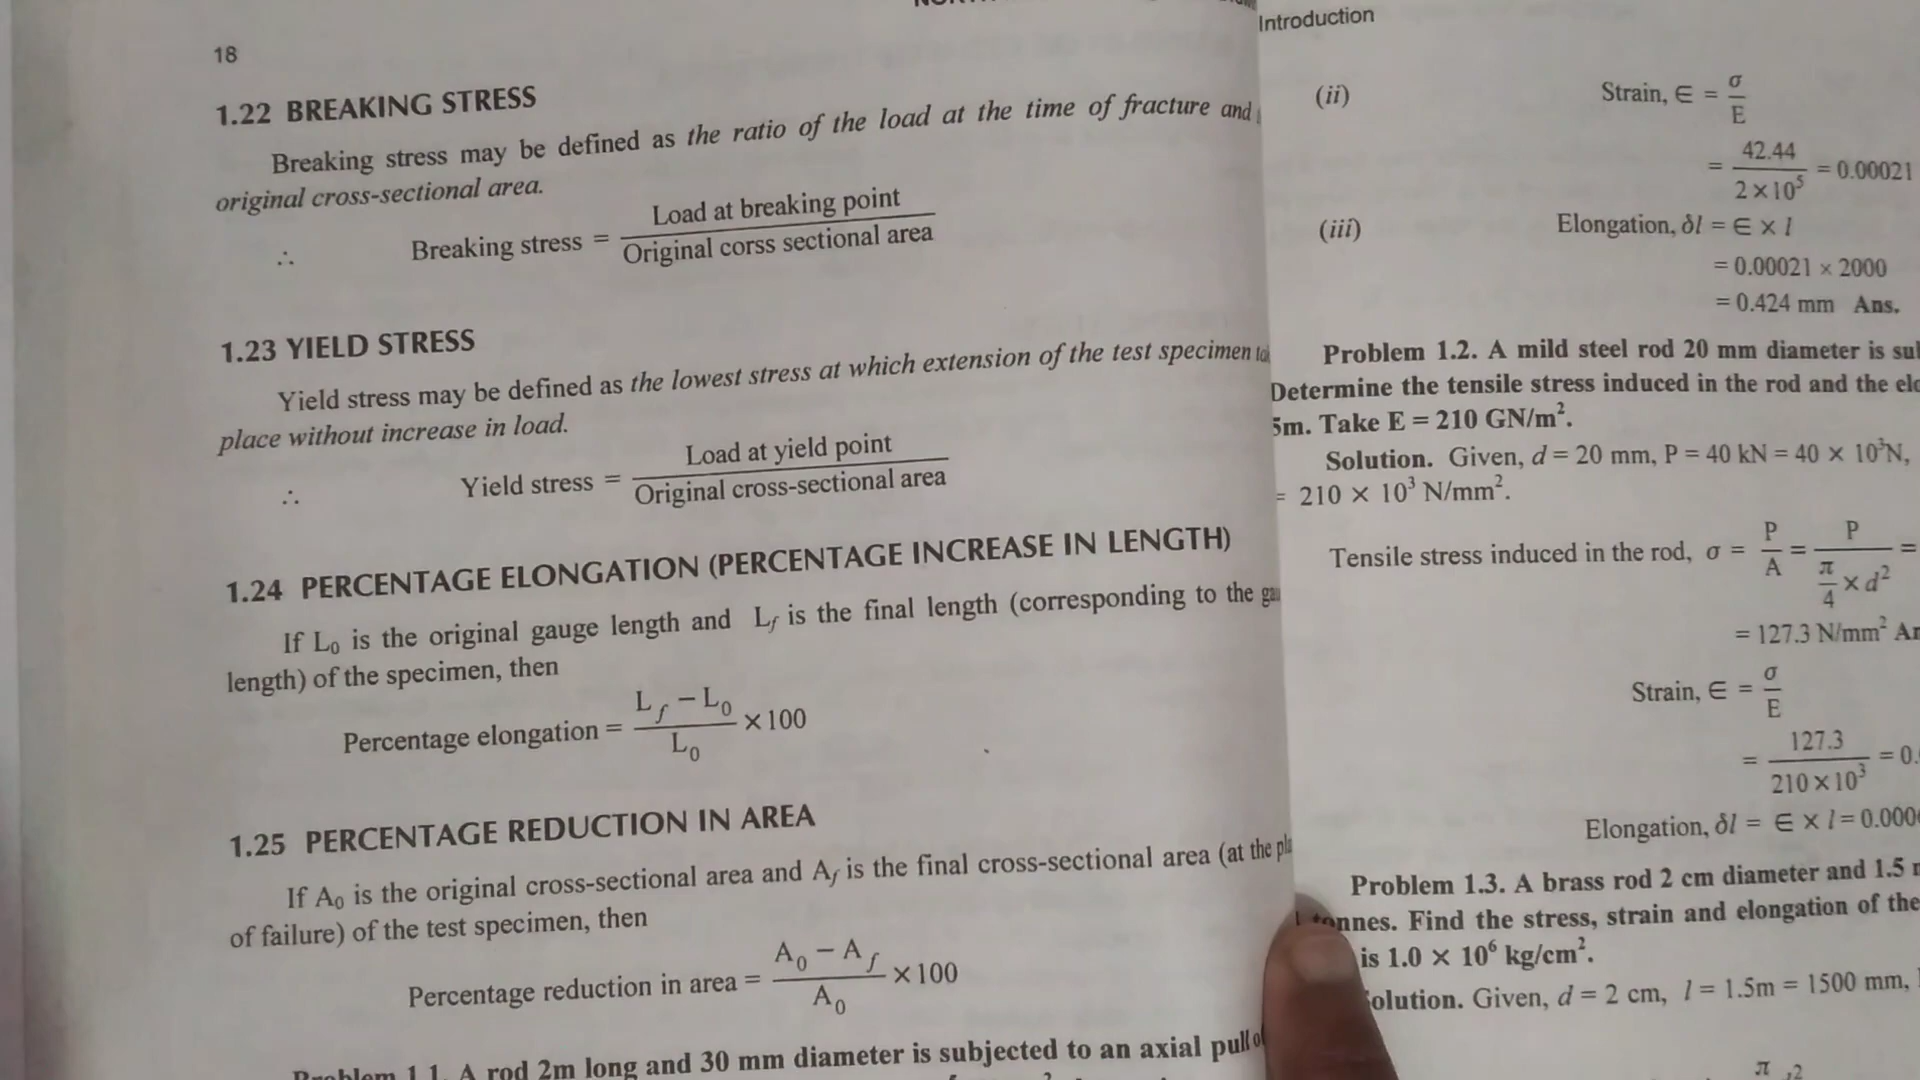 18
1.22 BREAKING STRESS
Breaking stress may be defined as the ratio of the load at the time of fracture and
original cross-sectional area.
∴ Breaking stress = Load at breaking point / Original corss sectional area
1.23 YIELD STRESS
Yield stress may be defined as the lowest stress at which extension of the test specimen
place without increase in load.
∴ Yield stress = Load at yield point / Original cross-sectional area
1.24 PERCENTAGE ELONGATION (PERCENTAGE INCREASE IN LENGTH)
If L₀ is the original gauge length and L_f is the final length (corresponding to the
length) of the specimen, then
Percentage elongation = (L_f − L₀) / L₀ × 100
1.25 PERCENTAGE REDUCTION IN AREA
If A₀ is the original cross-sectional area and A_f is the final cross-sectional area (at the
of failure) of the test specimen, then
Percentage reduction in area = (A₀ − A_f) / A₀ × 100
Problem 1.1. A rod 2m long and 30 mm diameter is subjected to an axial pull
Introduction
(ii) Strain, ∈ = σ / E
= 42.44 / 2 × 10⁵ = 0.00021
(iii) Elongation, δl = ∈ × l
= 0.00021 × 2000
= 0.424 mm Ans.
Problem 1.2. A mild steel rod 20 mm diameter is
Determine the tensile stress induced in the rod and the
5m. Take E = 210 GN/m².
Solution. Given, d = 20 mm, P = 40 kN = 40 × 10³N,
= 210 × 10³ N/mm².
Tensile stress induced in the rod, σ = P / A = P / (π/4 × d²) =
= 127.3 N/mm²
Strain, ∈ = σ / E
= 127.3 / 210 × 10³ = 0.
Elongation, δl = ∈ × l = 0.000
Problem 1.3. A brass rod 2 cm diameter and 1.5
tonnes. Find the stress, strain and elongation of the
is 1.0 × 10⁶ kg/cm².
olution. Given, d = 2 cm, l = 1.5m = 1500 mm,